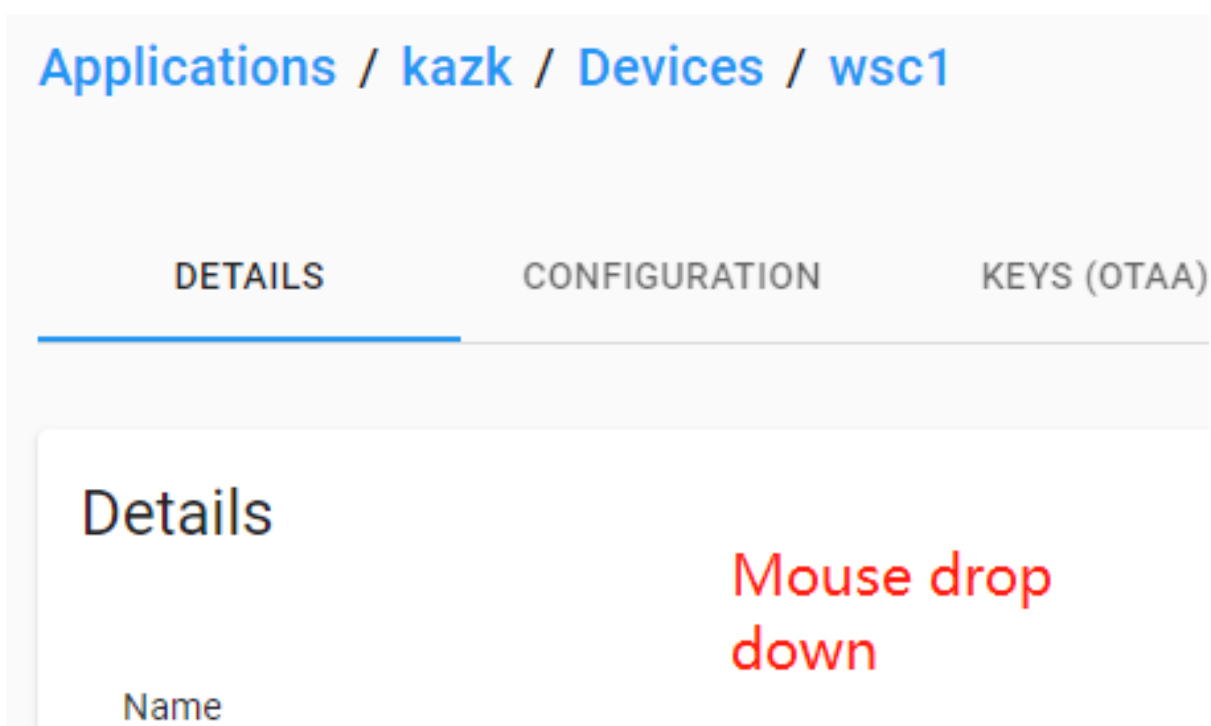 Applications / kazk / Devices / wsc1
DETAILS CONFIGURATION KEYS (OTAA)
Details
Mouse drop
down
Name